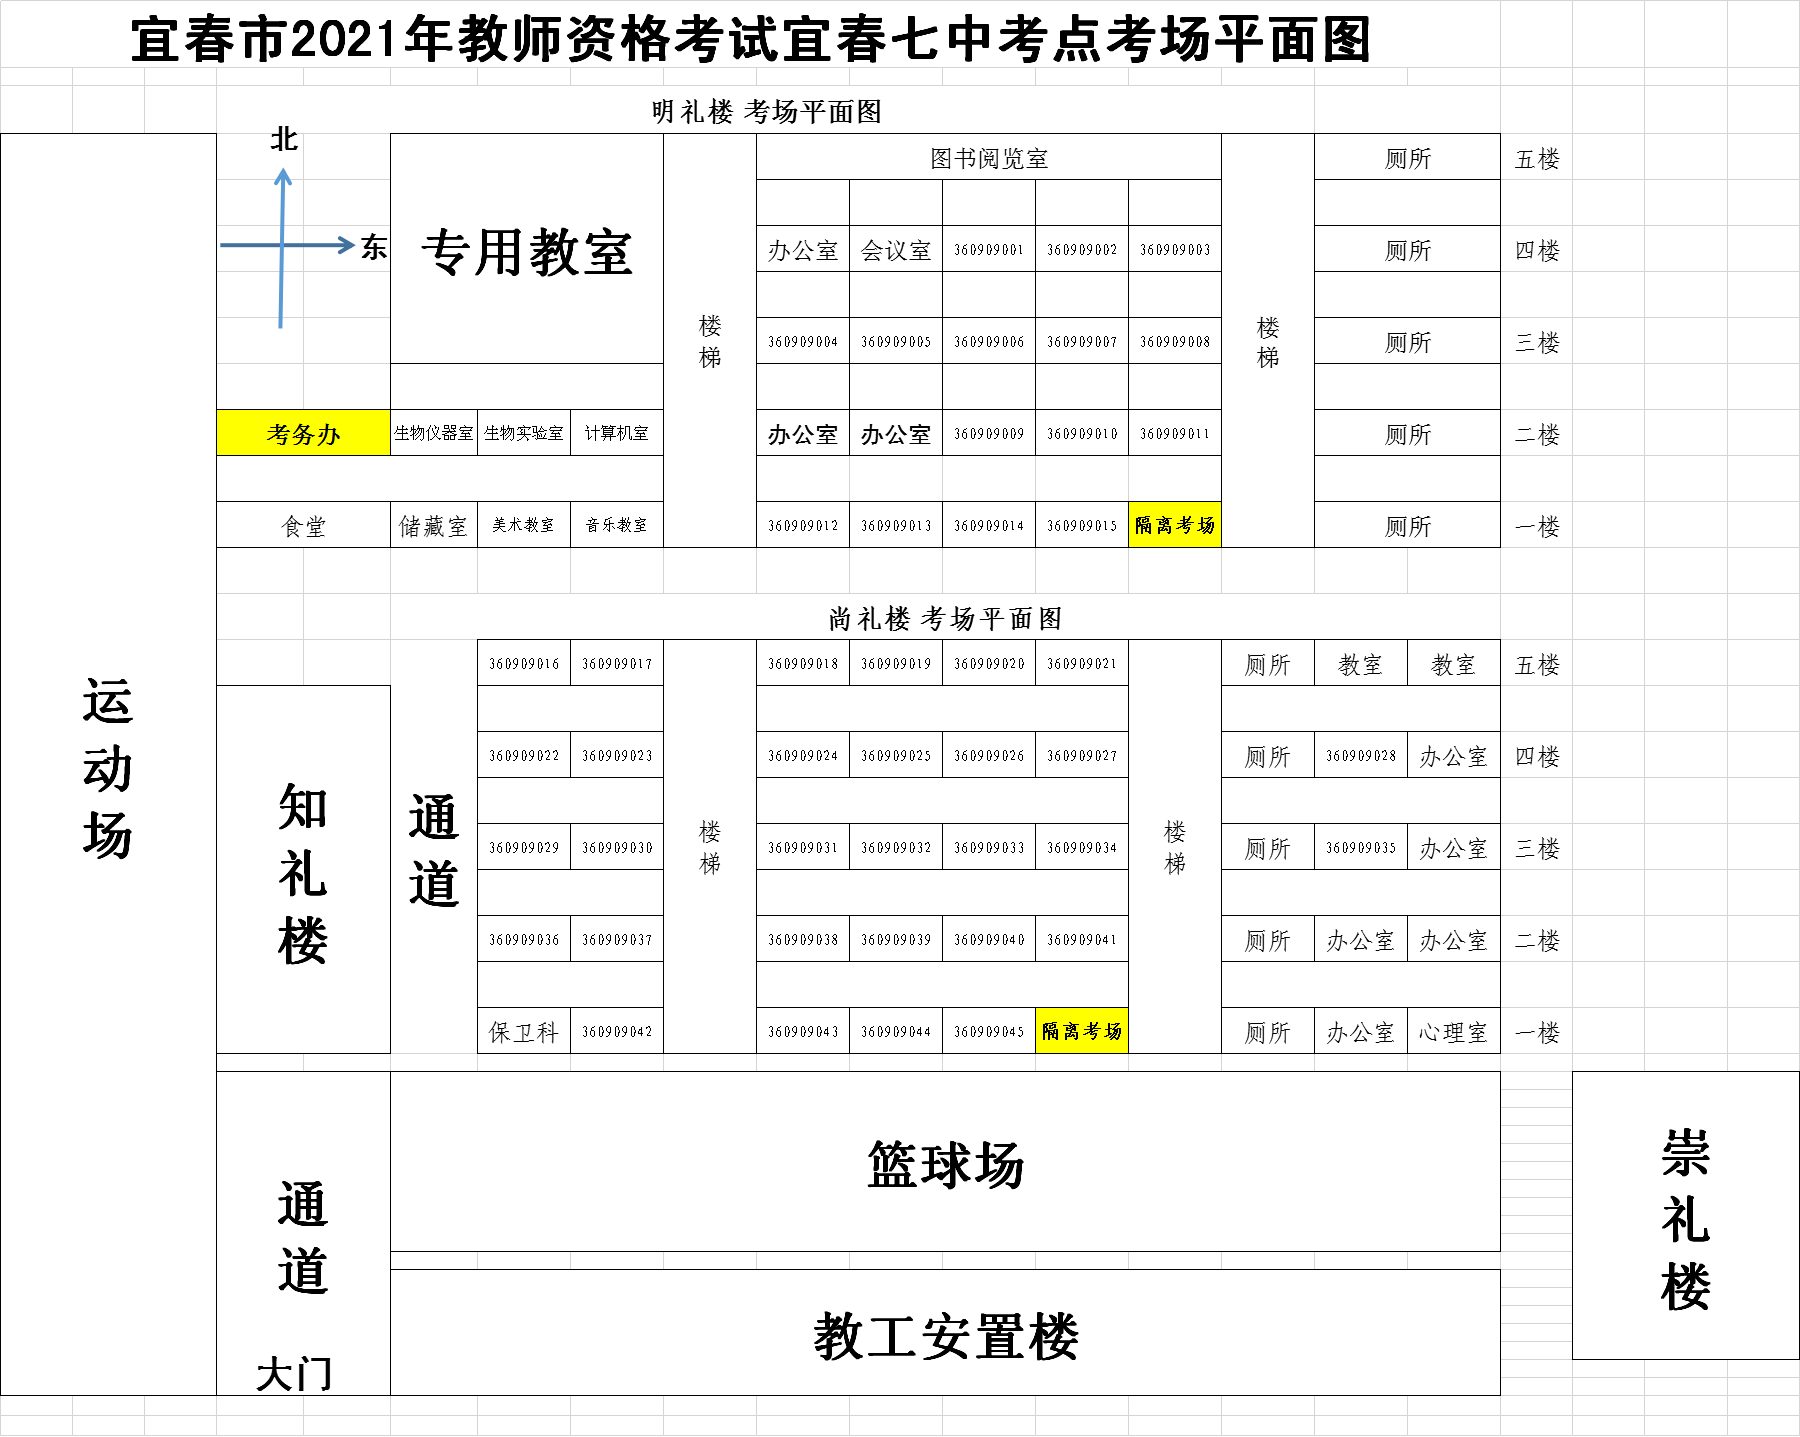 宜春市2021年教师资格考试宜春七中考点考场平面图
明礼楼 考场平面图
北
东
专用教室
楼梯
图书阅览室
楼梯
厕所 五楼
办公室 会议室 360909001 360909002 360909003 厕所 四楼
360909004 360909005 360909006 360909007 360909008 厕所 三楼
考务办 生物仪器室 生物实验室 计算机室 办公室 办公室 360909009 360909010 360909011 厕所 二楼
食堂 储藏室 美术教室 音乐教室 360909012 360909013 360909014 360909015 隔离考场 厕所 一楼
运动场
尚礼楼 考场平面图
知礼楼
通道
楼梯
楼梯
360909016 360909017 360909018 360909019 360909020 360909021 厕所 教室 教室 五楼
360909022 360909023 360909024 360909025 360909026 360909027 厕所 360909028 办公室 四楼
360909029 360909030 360909031 360909032 360909033 360909034 厕所 360909035 办公室 三楼
360909036 360909037 360909038 360909039 360909040 360909041 厕所 办公室 办公室 二楼
保卫科 360909042 360909043 360909044 360909045 隔离考场 厕所 办公室 心理室 一楼
通道
大门
篮球场
教工安置楼
崇礼楼